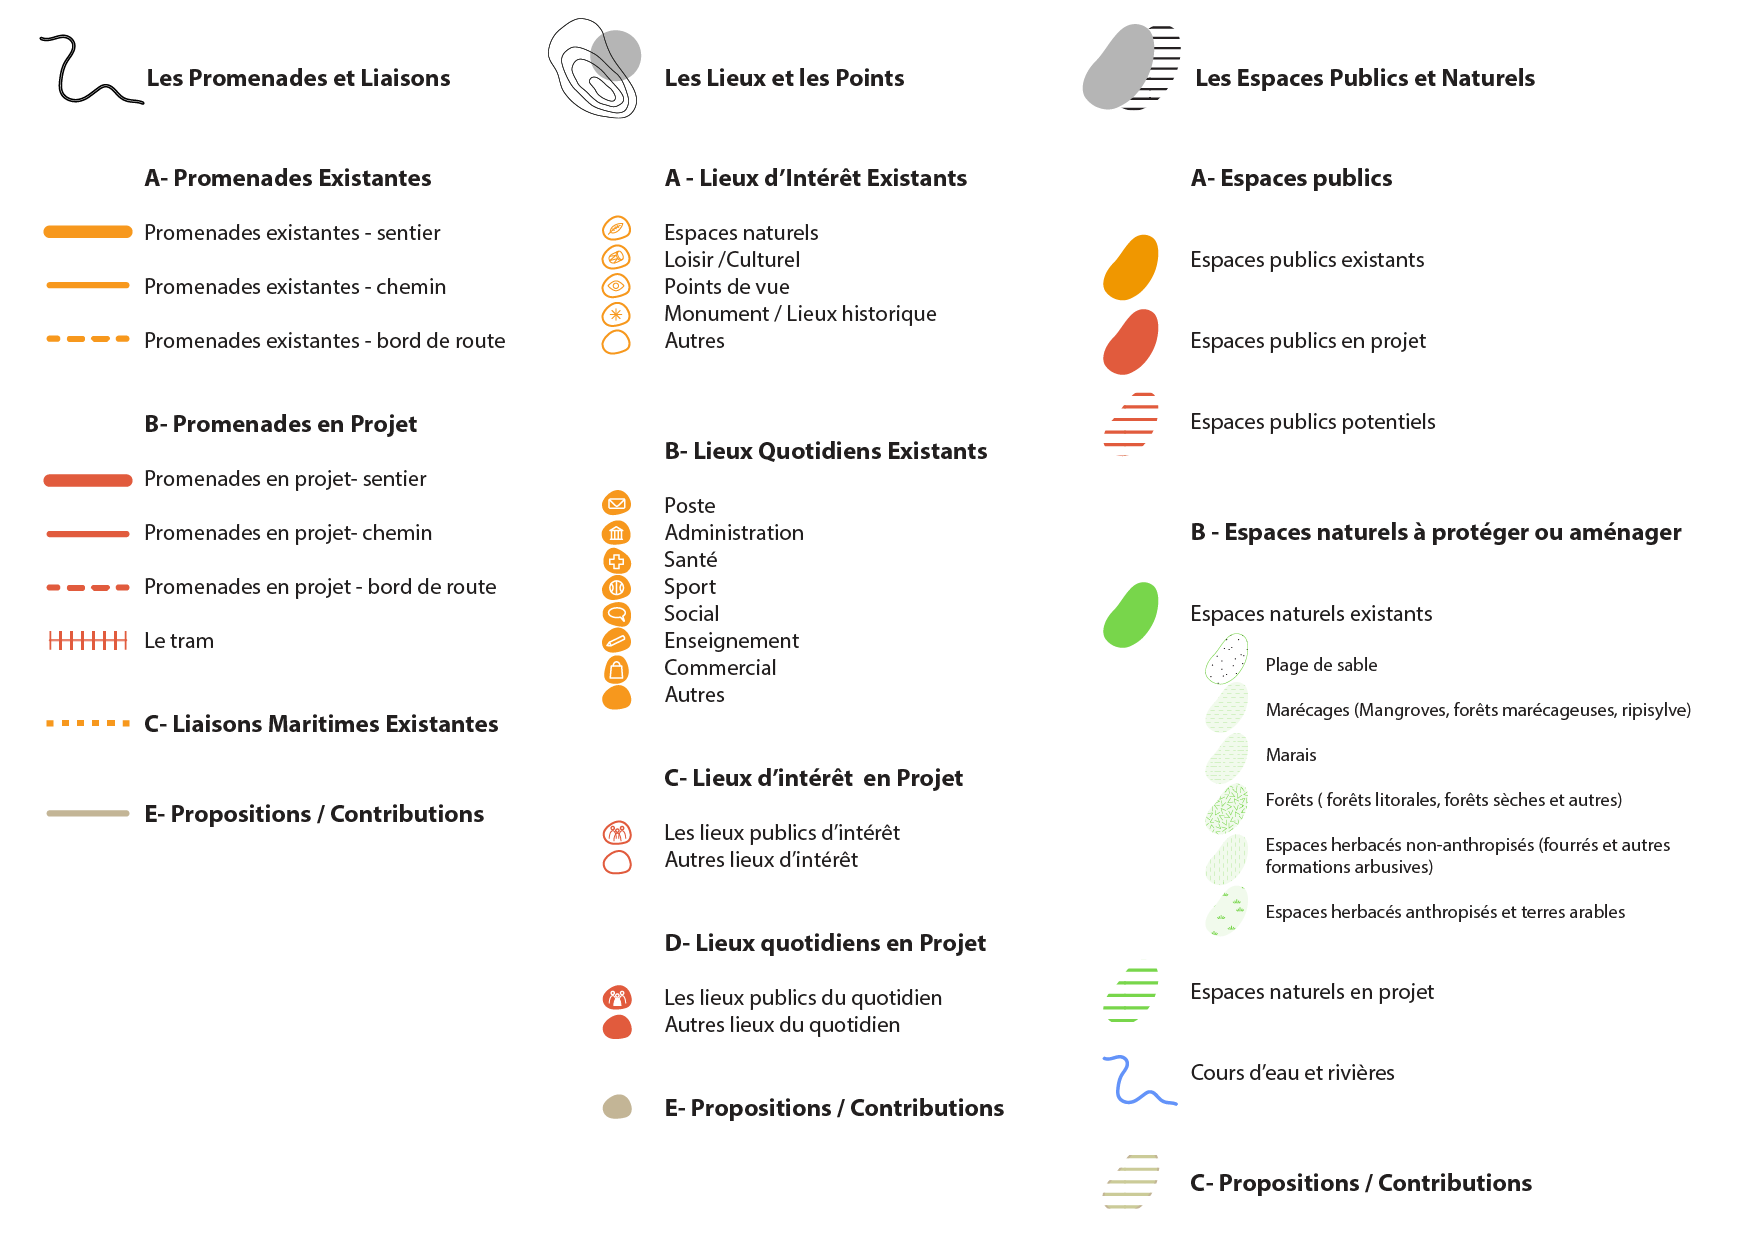 Les Promenades et Liaisons
A- Promenades Existantes
Promenades existantes - sentier
Promenades existantes - chemin
Promenades existantes - bord de route
B- Promenades en Projet
Promenades en projet- sentier
Promenades en projet- chemin
Promenades en projet - bord de route
Le tram
C- Liaisons Maritimes Existantes
E- Propositions / Contributions
Les Lieux et les Points
A - Lieux d’Intérêt Existants
Espaces naturels
Loisir /Culturel
Points de vue
Monument / Lieux historique
Autres
B- Lieux Quotidiens Existants
Poste
Administration
Santé
Sport
Social
Enseignement
Commercial
Autres
C- Lieux d’intérêt  en Projet
Les lieux publics d’intérêt
Autres lieux d’intérêt
D- Lieux quotidiens en Projet
Les lieux publics du quotidien
Autres lieux du quotidien
E- Propositions / Contributions
Les Espaces Publics et Naturels
A- Espaces publics
Espaces publics existants
Espaces publics en projet
Espaces publics potentiels
B - Espaces naturels à protéger ou aménager
Espaces naturels existants
Plage de sable
Marécages (Mangroves, forêts marécageuses, ripisylve)
Marais
Forêts ( forêts litorales, forêts sèches et autres)
Espaces herbacés non-anthropisés (fourrés et autres
formations arbusives)
Espaces herbacés anthropisés et terres arables
Espaces naturels en projet
Cours d’eau et rivières
C- Propositions / Contributions